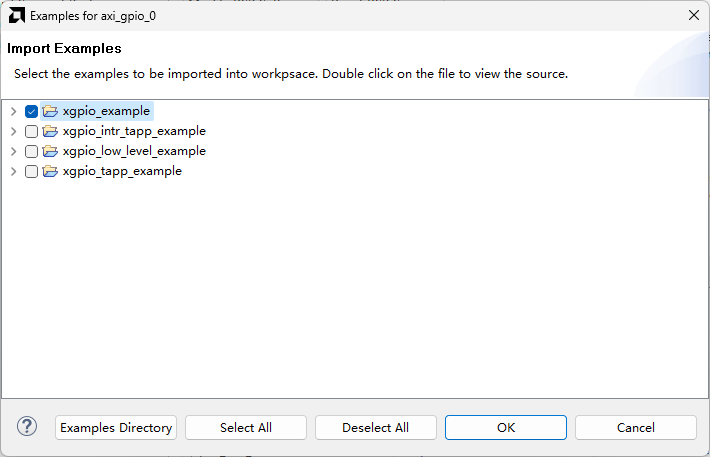 Examples for axi_gpio_0
Import Examples
Select the examples to be imported into workpsace. Double click on the file to view the source.
xgpio_example
xgpio_intr_tapp_example
xgpio_low_level_example
xgpio_tapp_example
Examples Directory
Select All
Deselect All
OK
Cancel